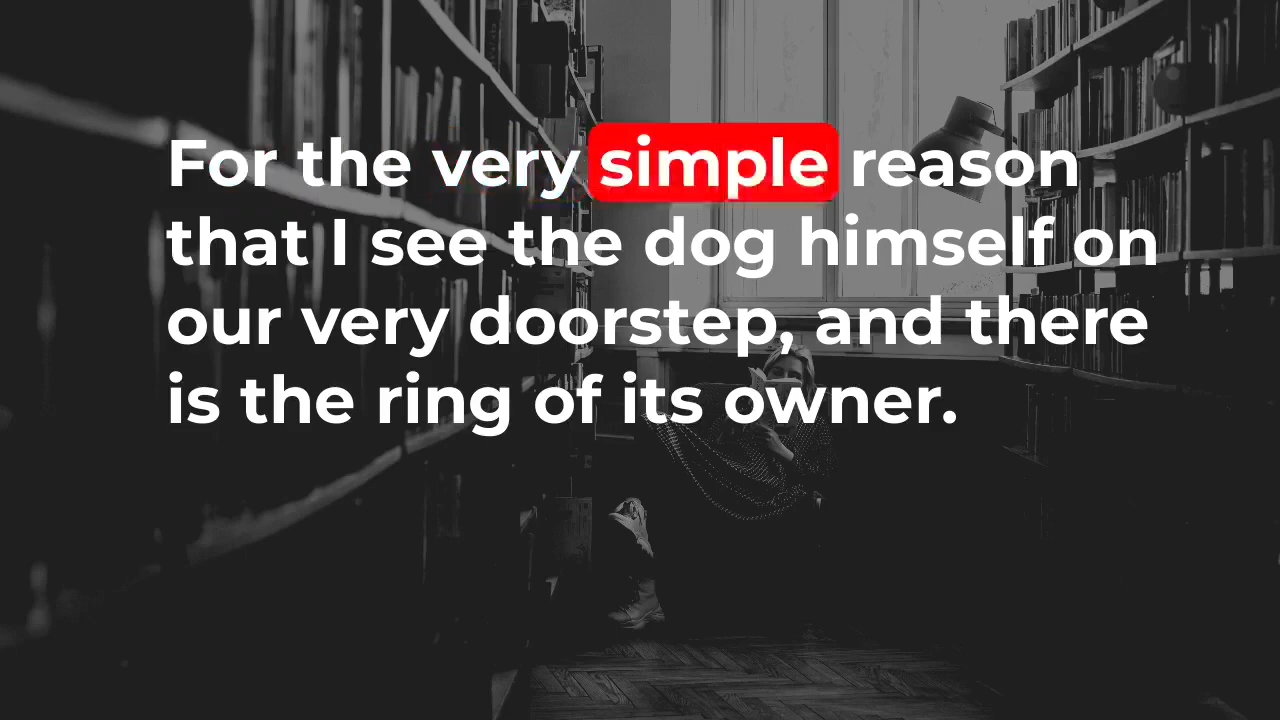 For the very simple reason
that I see the dog himself on
our very doorstep, and there
is the ring of its owner.